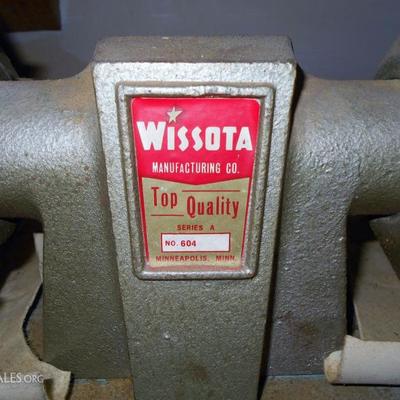 WISSOTA
MANUFACTURING CO.
Top Quality
SERIES A
NO. 604
MINNEAPOLIS, MINN.
ALES.ORG